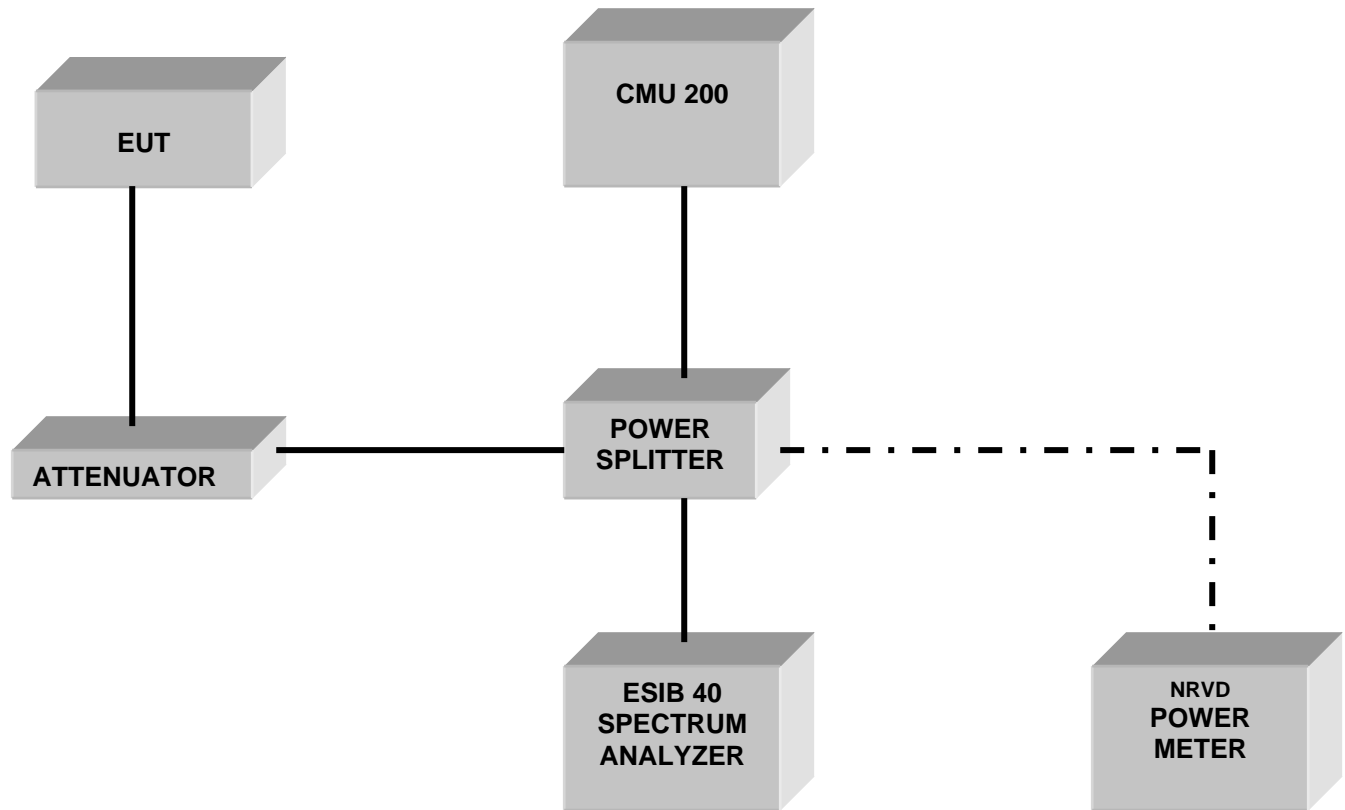 EUT
CMU 200
ATTENUATOR
POWER
SPLITTER
ESIB 40
SPECTRUM
ANALYZER
NRVD
POWER
METER